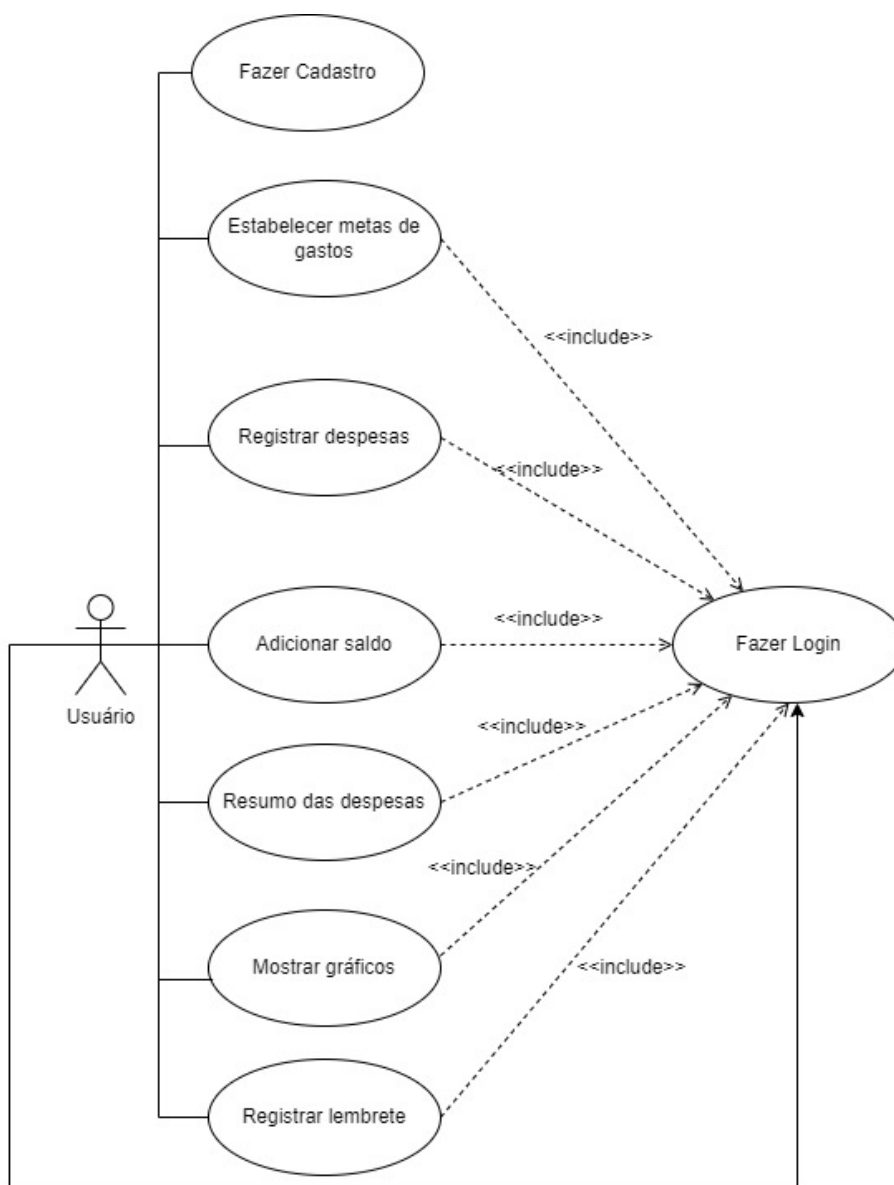 Fazer Cadastro
Estabelecer metas de
gastos
<<include>>
Registrar despesas
<<include>>
Adicionar saldo
<<include>>
Fazer Login
Usuário
Resumo das despesas
<<include>>
<<include>>
Mostrar gráficos
<<include>>
Registrar lembrete